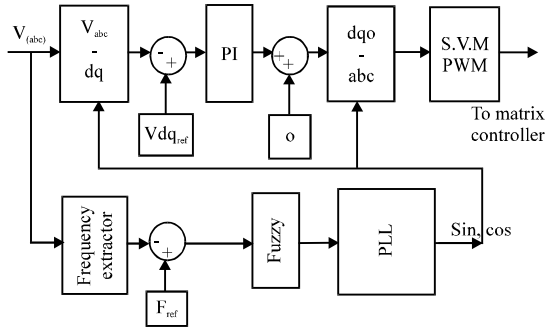 V(abc)
Vabc
-
dq
-
+
PI
+
+
dqo
-
abc
S.V.M
PWM
Vdqref
o
To matrix
controller
Frequency
extractor
-
+
Fuzzy
PLL
Sin, cos
Fref